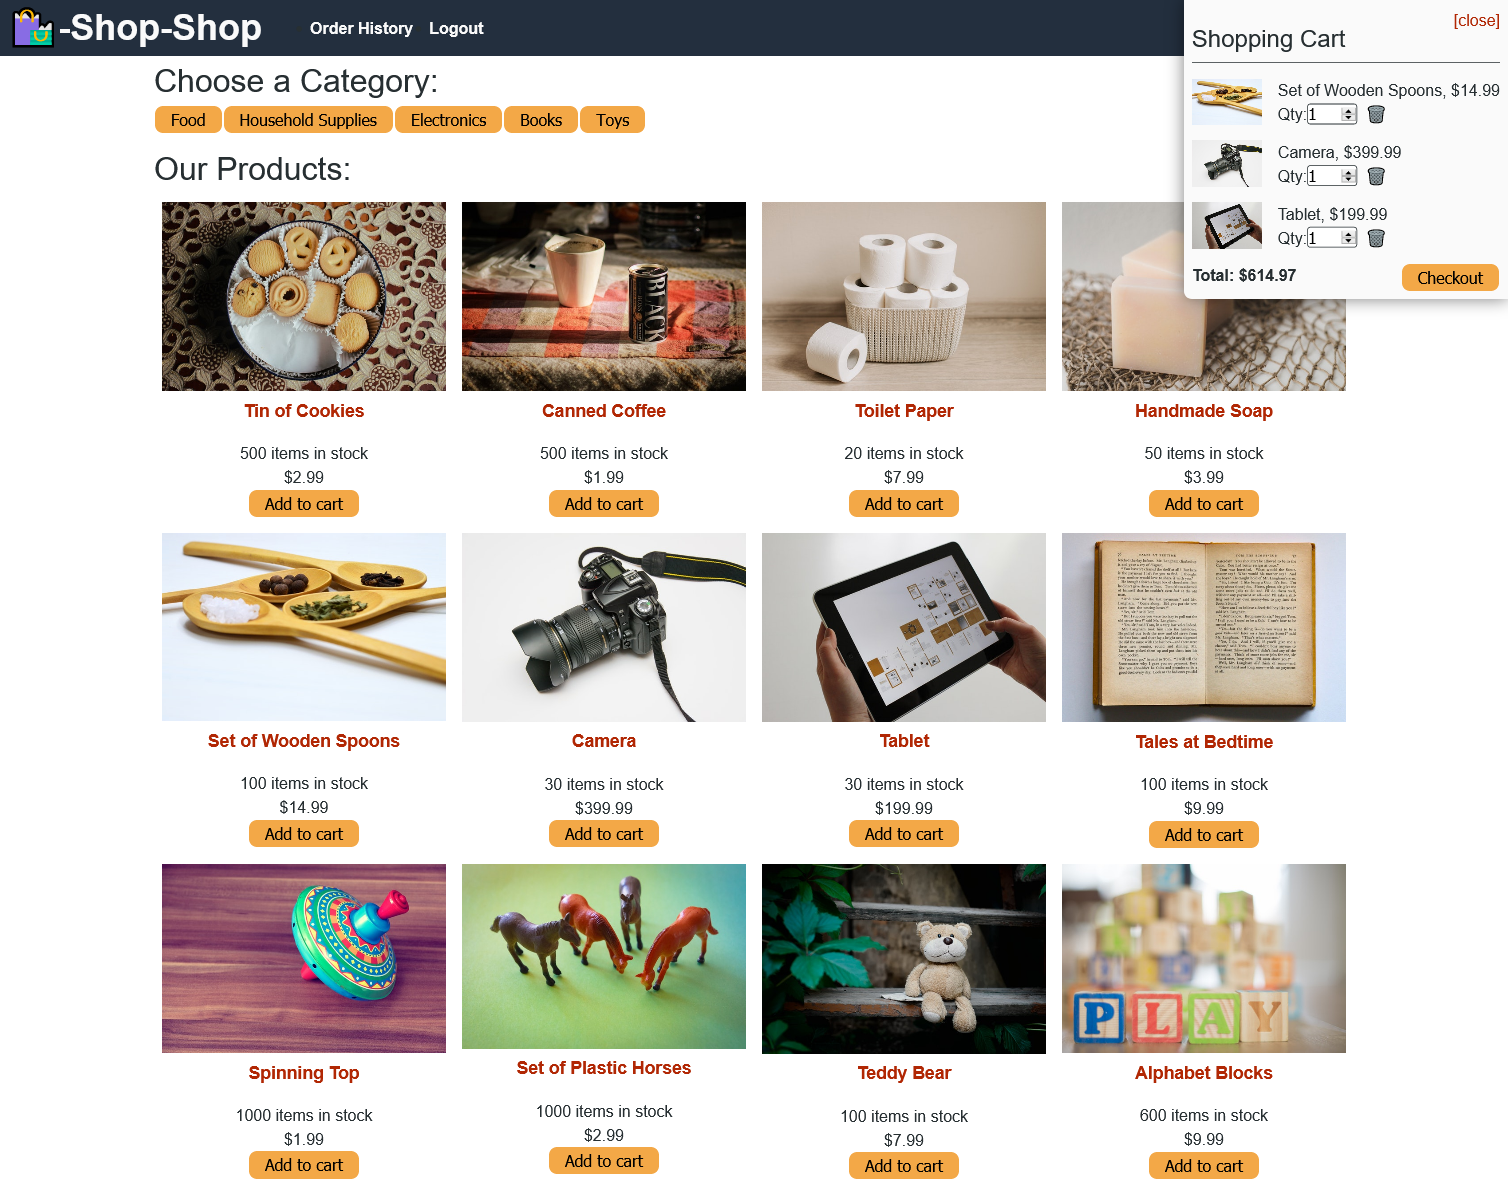 -Shop-Shop
Order History
Logout
[close]
Shopping Cart
Set of Wooden Spoons, $14.99
Qty: 1
Camera, $399.99
Qty: 1
Tablet, $199.99
Qty: 1
Total: $614.97
Checkout
Choose a Category:
Food
Household Supplies
Electronics
Books
Toys
Our Products:
BLACK
Tin of Cookies
500 items in stock
$2.99
Add to cart
Canned Coffee
500 items in stock
$1.99
Add to cart
Toilet Paper
20 items in stock
$7.99
Add to cart
Handmade Soap
50 items in stock
$3.99
Add to cart
Set of Wooden Spoons
100 items in stock
$14.99
Add to cart
Camera
30 items in stock
$399.99
Add to cart
Tablet
30 items in stock
$199.99
Add to cart
Tales at Bedtime
100 items in stock
$9.99
Add to cart
Spinning Top
1000 items in stock
$1.99
Add to cart
Set of Plastic Horses
1000 items in stock
$2.99
Add to cart
Teddy Bear
100 items in stock
$7.99
Add to cart
PLAY
Alphabet Blocks
600 items in stock
$9.99
Add to cart